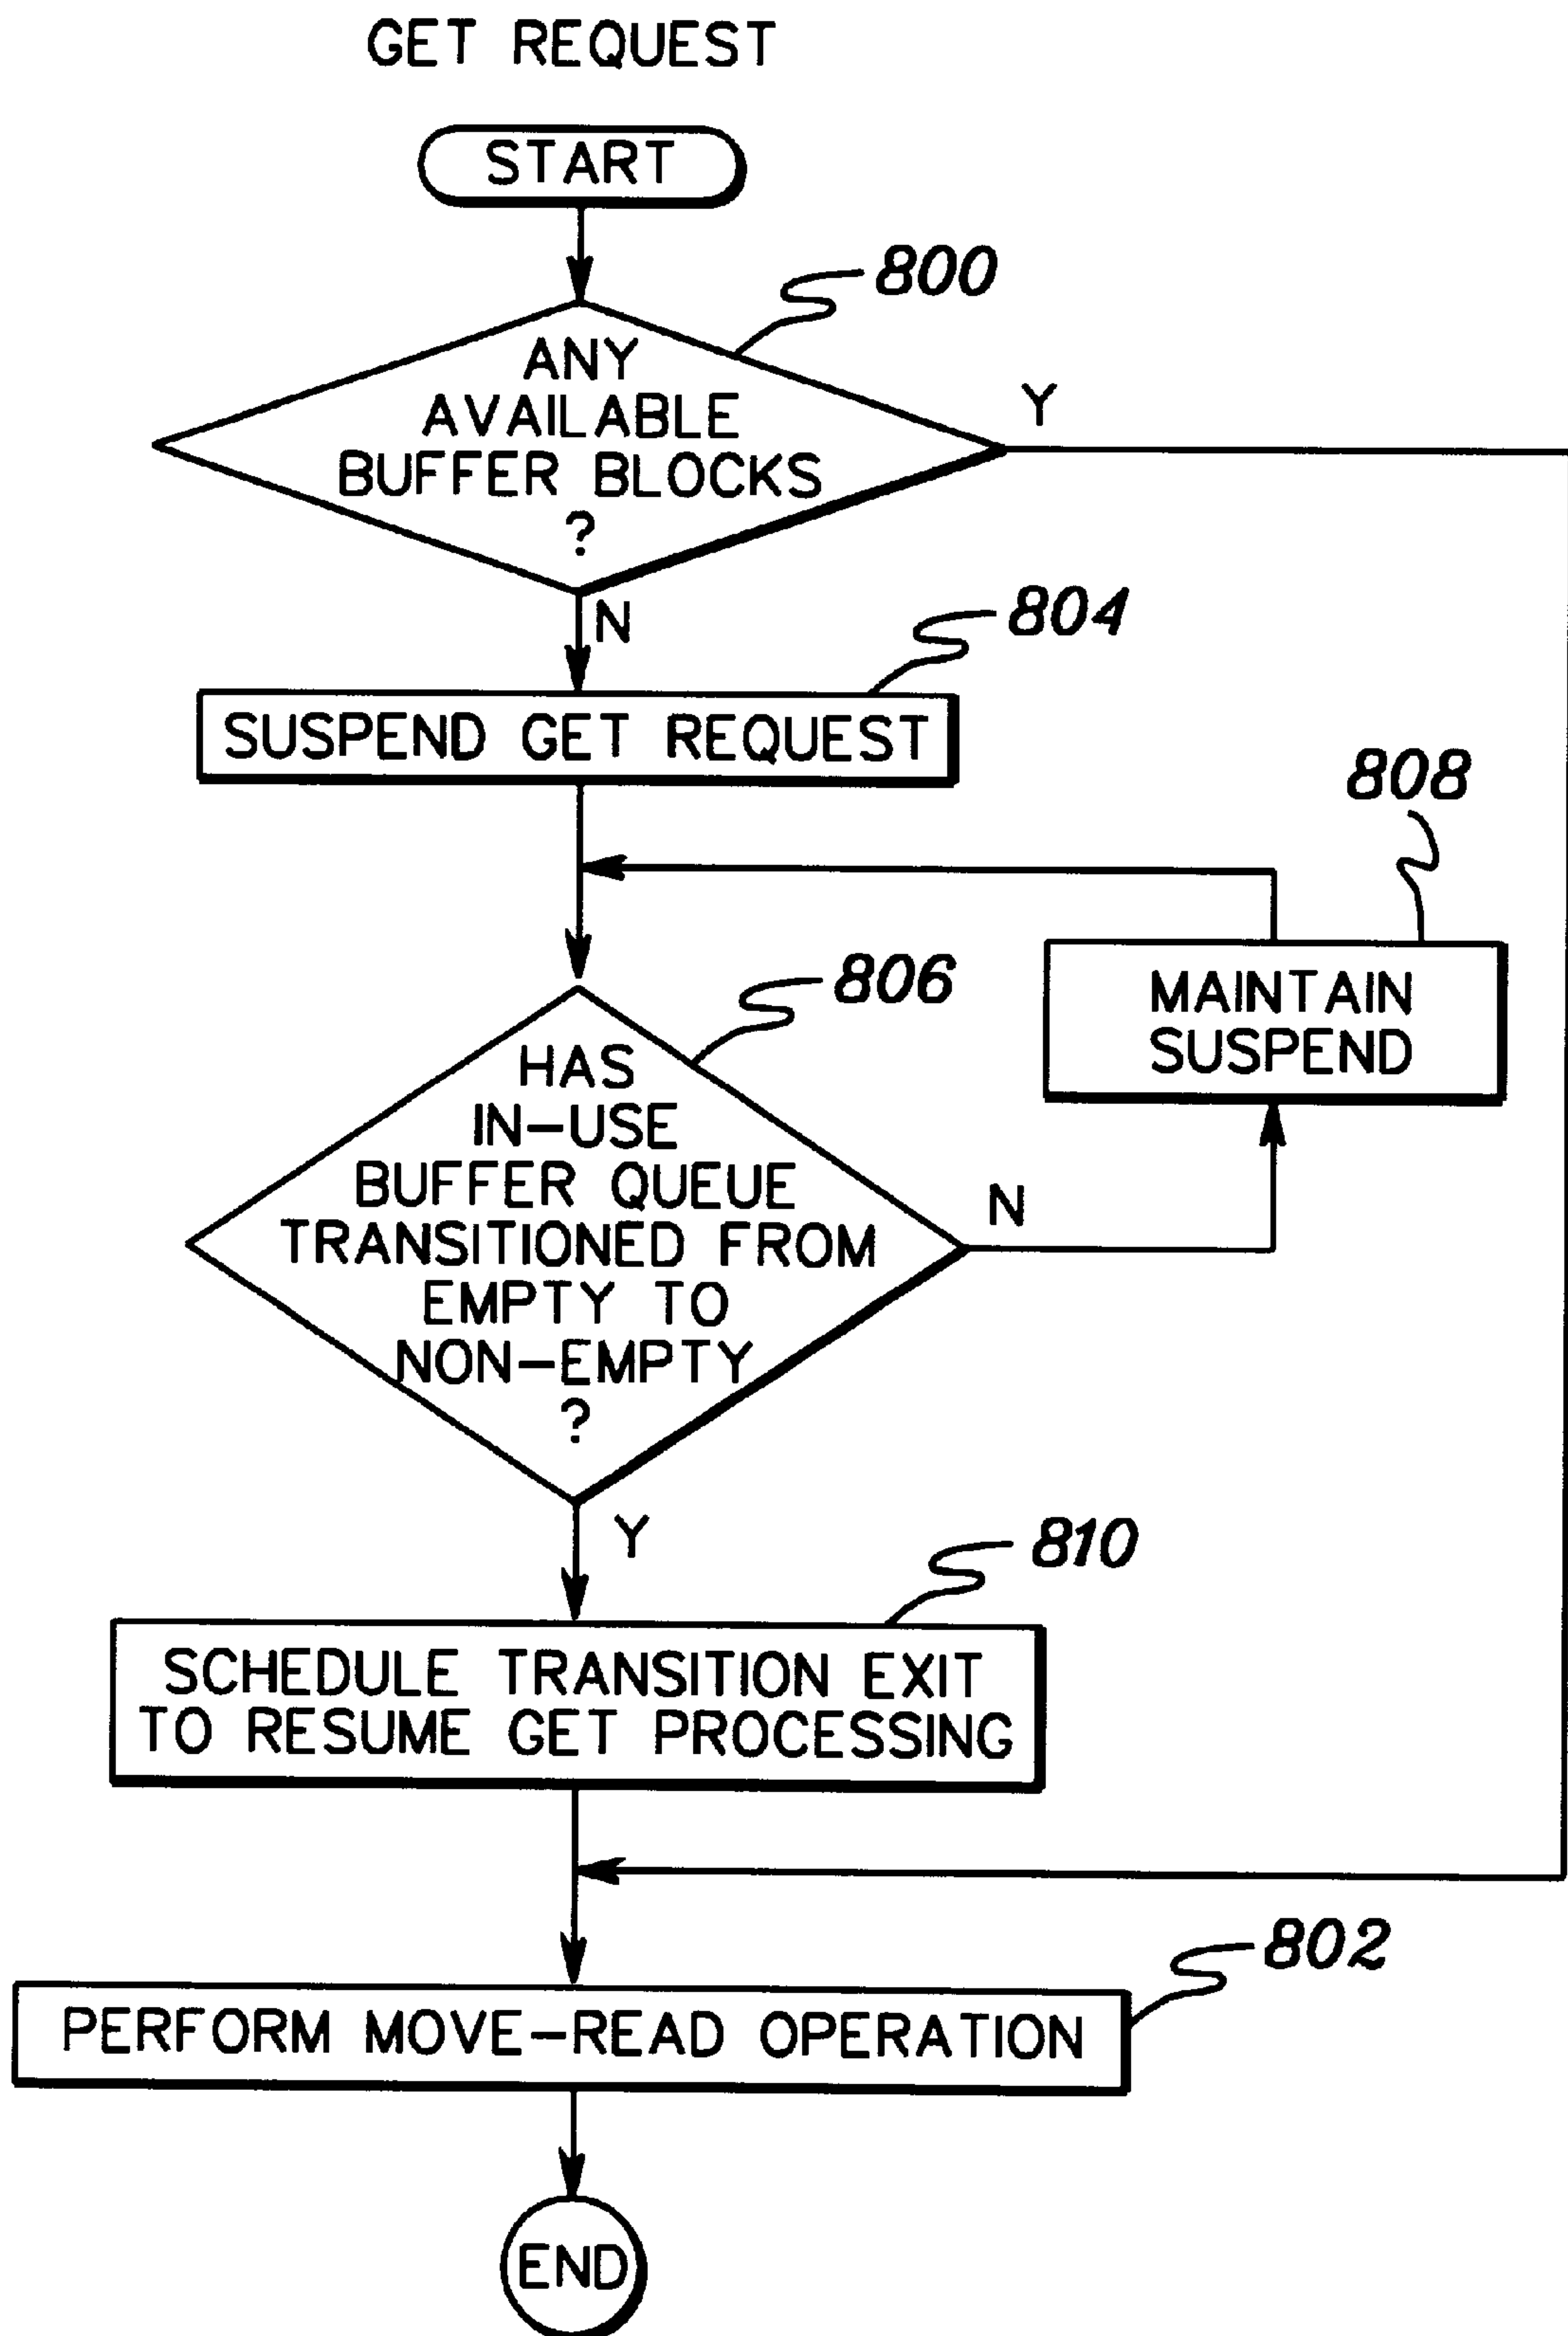 GET REQUEST
START
800
ANY
AVAILABLE
BUFFER BLOCKS
?
Y
N
804
SUSPEND GET REQUEST
808
MAINTAIN
SUSPEND
806
HAS
IN-USE
BUFFER QUEUE
TRANSITIONED FROM
EMPTY TO
NON-EMPTY
?
N
Y
810
SCHEDULE TRANSITION EXIT
TO RESUME GET PROCESSING
802
PERFORM MOVE-READ OPERATION
END